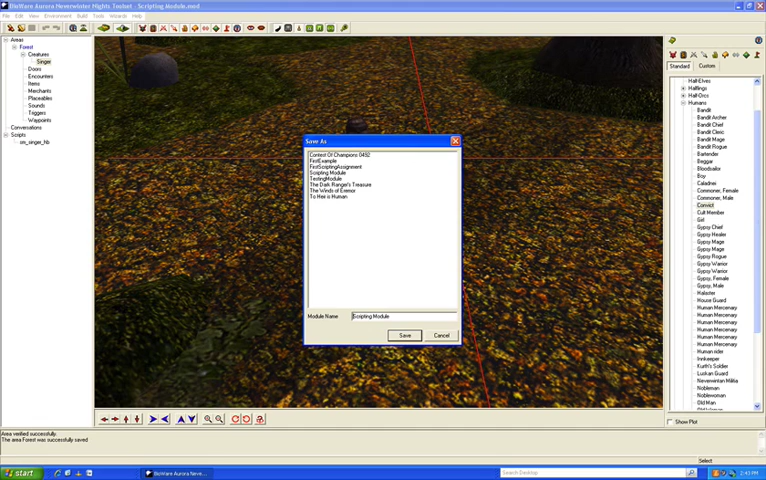 BioWare Aurora Neverwinter Nights Toolset - Scripting Module.mod
File Edit View Environment Build Tools Wizards Help
Areas
Forest
Creatures
Singer
Doors
Encounters
Items
Merchants
Placeables
Sounds
Triggers
Waypoints
Conversations
Scripts
sm_singer_hb
Save As
Contest Of Champions 0492
FirstExample
FirstScriptingAssignment
Scripting Module
TestingModule
The Dark Ranger's Treasure
The Winds of Eremor
Module Name Scripting Module
Save Cancel
Standard Custom
Half-Elves
Halflings
Half-Orcs
Humans
Bandit
Bandit Archer
Bandit Chief
Bandit Cleric
Bandit Mage
Bandit Rogue
Bartender
Beggar
Bloodsailor
Boy
Caladnei
Commoner, Female
Commoner, Male
Convict
Cult Member
Girl
Gypsy Chief
Gypsy Healer
Gypsy Mage
Gypsy Mage
Gypsy Rogue
Gypsy Warrior
Gypsy Warrior
Gypsy, Female
Gypsy, Male
Halaster
House Guard
Human Mercenary
Human Mercenary
Human Mercenary
Human Mercenary
Human Mercenary
Human Mercenary
Human rider
Innkeeper
Kurth's Soldier
Luskan Guard
Neverwinter Militia
Nobleman
Noblewoman
Old Man
Show Plot
Area verified successfully.
The area Forest was successfully saved
Select
start
BioWare Aurora Neve...
Search Desktop
2:43 PM